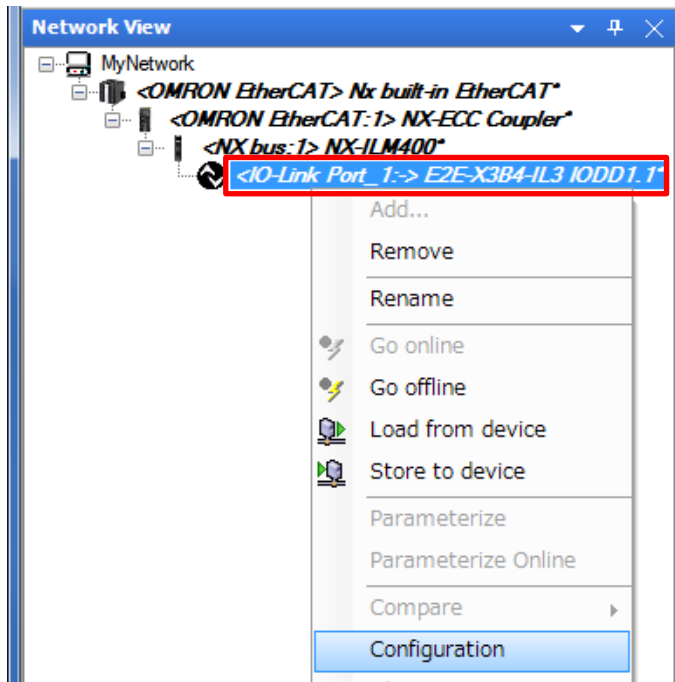 Network View
MyNetwork
<OMRON EtherCAT> Nx built-in EtherCAT*
<OMRON EtherCAT:1> NX-ECC Coupler*
<NX bus:1> NX-ILM400*
<IO-Link Port_1:-> E2E-X3B4-IL3 IODD1.1*
Add...
Remove
Rename
Go online
Go offline
Load from device
Store to device
Parameterize
Parameterize Online
Compare
Configuration